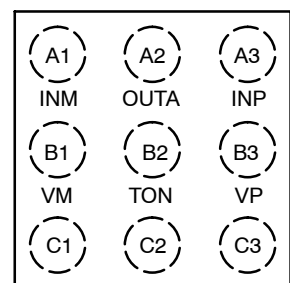 A1 A2 A3
INM OUTA INP
B1 B2 B3
VM TON VP
C1 C2 C3